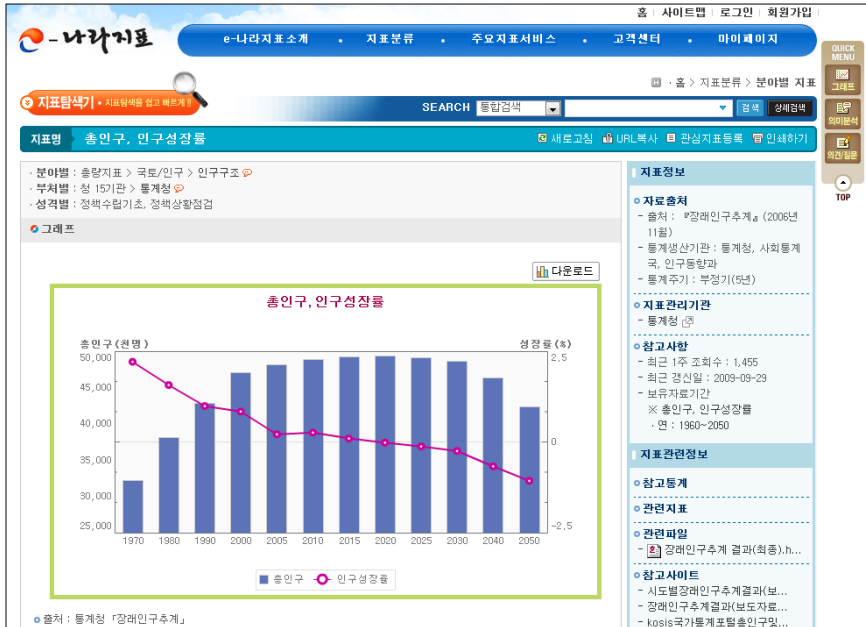 홈 사이트맵 로그인 회원가입
e-나라지표
e-나라지표소개 · 지표분류 · 주요지표서비스 · 고객센터 · 마이페이지
QUICK MENU
그래프
의미분석
의견/질문
TOP
· 홈 > 지표분류 > 분야별 지표
지표탐색기 • 지표탐색을 쉽고 빠르게!!
SEARCH 통합검색 검색 상세검색
지표명 총인구, 인구성장률
새로고침 URL복사 관심지표등록 인쇄하기
· 분야별 : 총량지표 > 국토/인구 > 인구구조
· 부처별 : 청 15기관 > 통계청
· 성격별 : 정책수립기초, 정책상황점검
그래프
다운로드
총인구, 인구성장률
총인구(천명) 성장률(%)
50,000 2.5
45,000
40,000
0
35,000
30,000
25,000 -2.5
1970 1980 1990 2000 2005 2010 2015 2020 2025 2030 2040 2050
총인구 인구성장률
출처 : 통계청 「장래인구추계」
지표정보
자료출처
- 출처 : 『장래인구추계』(2006년
11월)
- 통계생산기관 : 통계청, 사회통계
국, 인구동향과
- 통계주기 : 부정기(5년)
지표관리기관
- 통계청
참고사항
- 최근 1주 조회수 : 1,455
- 최근 갱신일 : 2009-09-29
- 보유자료기간
※ 총인구, 인구성장률
· 연 : 1960~2050
지표관련정보
참고통계
관련지표
관련파일
- 장래인구추계 결과(최종).h...
참고사이트
- 시도별장래인구추계결과(보...
- 장래인구추계결과(보도자료...
- kosis국가통계포털총인구및...